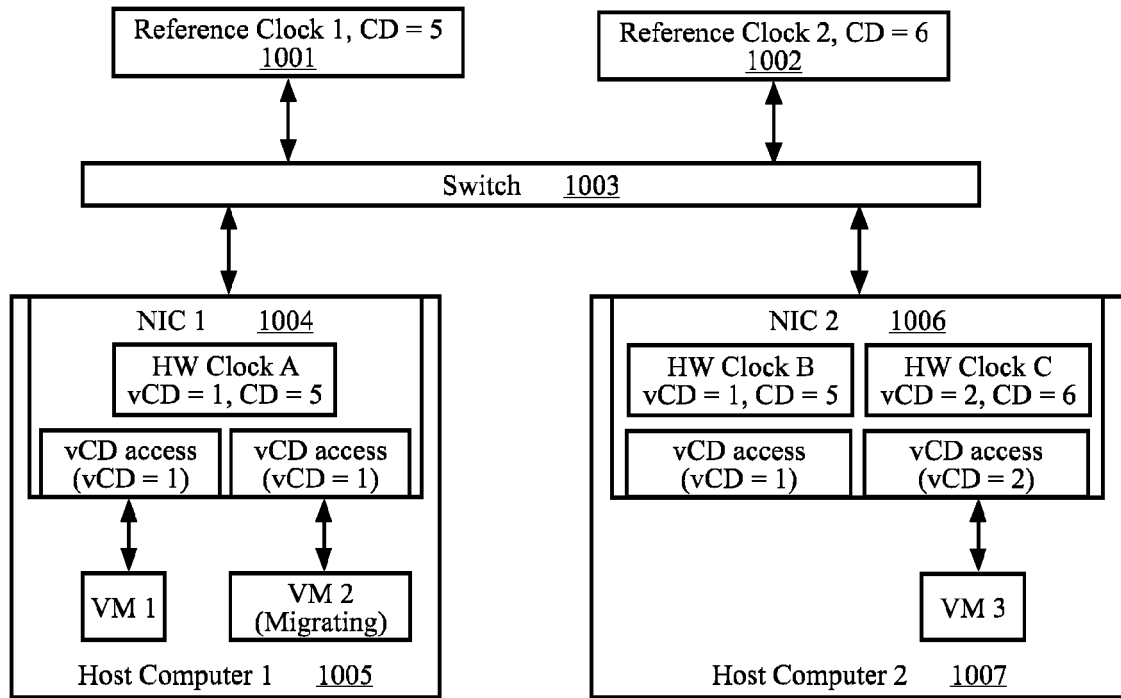 Reference Clock 1, CD = 5
1001
Reference Clock 2, CD = 6
1002
Switch 1003
NIC 1 1004
HW Clock A
vCD = 1, CD = 5
vCD access
(vCD = 1)
vCD access
(vCD = 1)
VM 1
VM 2
(Migrating)
Host Computer 1 1005
NIC 2 1006
HW Clock B
vCD = 1, CD = 5
HW Clock C
vCD = 2, CD = 6
vCD access
(vCD = 1)
vCD access
(vCD = 2)
VM 3
Host Computer 2 1007